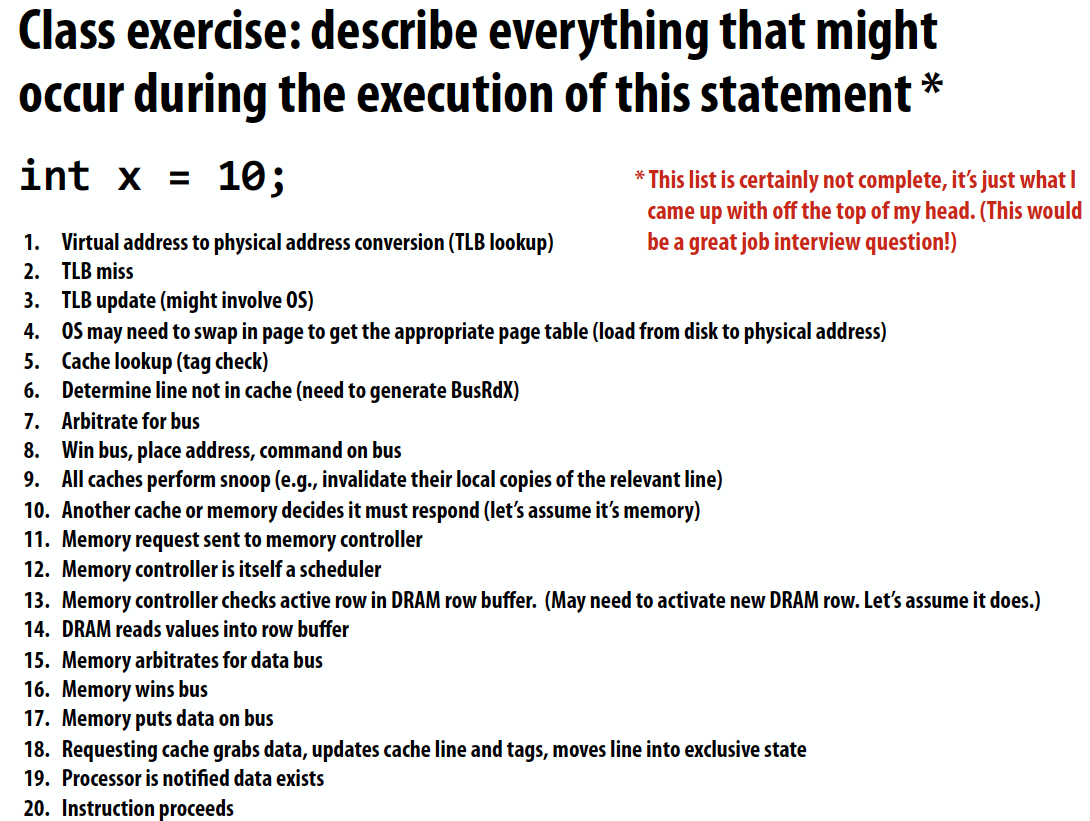 Class exercise: describe everything that might
occur during the execution of this statement *
int x = 10;
* This list is certainly not complete, it’s just what I
came up with off the top of my head. (This would
be a great job interview question!)
1. Virtual address to physical address conversion (TLB lookup)
2. TLB miss
3. TLB update (might involve OS)
4. OS may need to swap in page to get the appropriate page table (load from disk to physical address)
5. Cache lookup (tag check)
6. Determine line not in cache (need to generate BusRdX)
7. Arbitrate for bus
8. Win bus, place address, command on bus
9. All caches perform snoop (e.g., invalidate their local copies of the relevant line)
10. Another cache or memory decides it must respond (let’s assume it’s memory)
11. Memory request sent to memory controller
12. Memory controller is itself a scheduler
13. Memory controller checks active row in DRAM row buffer. (May need to activate new DRAM row. Let’s assume it does.)
14. DRAM reads values into row buffer
15. Memory arbitrates for data bus
16. Memory wins bus
17. Memory puts data on bus
18. Requesting cache grabs data, updates cache line and tags, moves line into exclusive state
19. Processor is notified data exists
20. Instruction proceeds